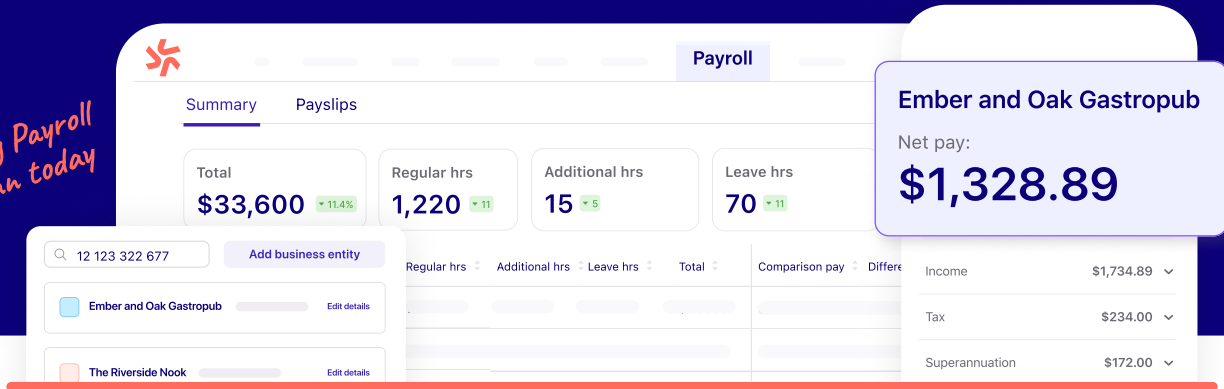 Payroll
Summary Payslips
Payroll
today
Total
$33,600 11.4%
Regular hrs
1,220 11
Additional hrs
15 5
Leave hrs
70 11
Regular hrs Additional hrs Leave hrs Total Comparison pay
12 123 322 677 Add business entity
Ember and Oak Gastropub Edit details
The Riverside Nook Edit details
Ember and Oak Gastropub
Net pay:
$1,328.89
Income $1,734.89
Tax $234.00
Superannuation $172.00